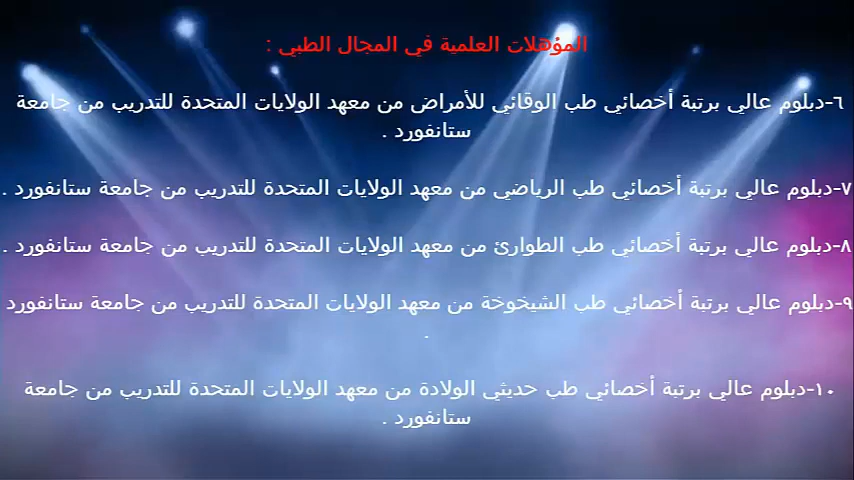 المؤهلات العلمية في المجال الطبي :
٦-دبلوم عالي برتبة أخصائي طب الوقائي للأمراض من معهد الولايات المتحدة للتدريب من جامعة
ستانفورد .
٧-دبلوم عالي برتبة أخصائي طب الرياضي من معهد الولايات المتحدة للتدريب من جامعة ستانفورد .
٨-دبلوم عالي برتبة أخصائي طب الطوارئ من معهد الولايات المتحدة للتدريب من جامعة ستانفورد .
٩-دبلوم عالي برتبة أخصائي طب الشيخوخة من معهد الولايات المتحدة للتدريب من جامعة ستانفورد
.
١٠-دبلوم عالي برتبة أخصائي طب حديثي الولادة من معهد الولايات المتحدة للتدريب من جامعة
ستانفورد .